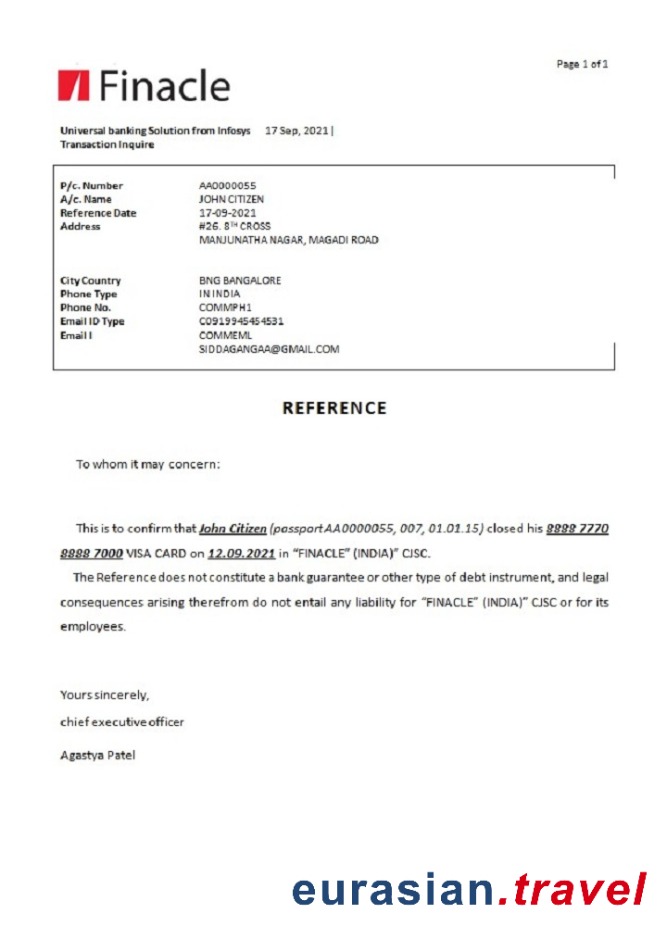 Page 1 of 1
Finacle
Universal banking Solution from Infosys 17 Sep, 2021|
Transaction Inquire
P/c. Number AA0000055
A/c. Name JOHN CITIZEN
Reference Date 17-09-2021
Address #26. 8TH CROSS
MANJUNATHA NAGAR, MAGADI ROAD
City Country BNG BANGALORE
Phone Type IN INDIA
Phone No. COMMPH1
Email ID Type C0919945454531
Email I COMMEML
SIDDAGANGAA@GMAIL.COM
REFERENCE
To whom it may concern:
This is to confirm that John Citizen (passport AA0000055, 007, 01.01.15) closed his 8888 7770
8888 7000 VISA CARD on 12.09.2021 in “FINACLE” (INDIA)” CJSC.
The Reference does not constitute a bank guarantee or other type of debt instrument, and legal
consequences arising therefrom do not entail any liability for “FINACLE” (INDIA)” CJSC or for its
employees.
Yours sincerely,
chief executive officer
Agastya Patel
eurasian.travel